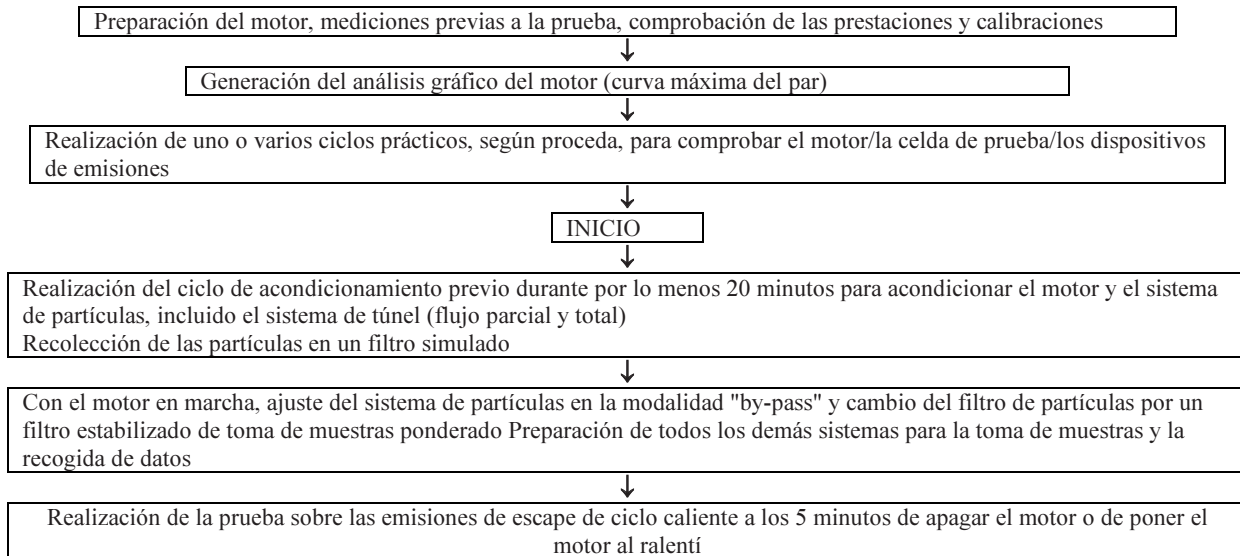 Preparación del motor, mediciones previas a la prueba, comprobación de las prestaciones y calibraciones
Generación del análisis gráfico del motor (curva máxima del par)
Realización de uno o varios ciclos prácticos, según proceda, para comprobar el motor/la celda de prueba/los dispositivos
de emisiones
INICIO
Realización del ciclo de acondicionamiento previo durante por lo menos 20 minutos para acondicionar el motor y el sistema
de partículas, incluido el sistema de túnel (flujo parcial y total)
Recolección de las partículas en un filtro simulado
Con el motor en marcha, ajuste del sistema de partículas en la modalidad "by-pass" y cambio del filtro de partículas por un
filtro estabilizado de toma de muestras ponderado Preparación de todos los demás sistemas para la toma de muestras y la
recogida de datos
Realización de la prueba sobre las emisiones de escape de ciclo caliente a los 5 minutos de apagar el motor o de poner el
motor al ralentí